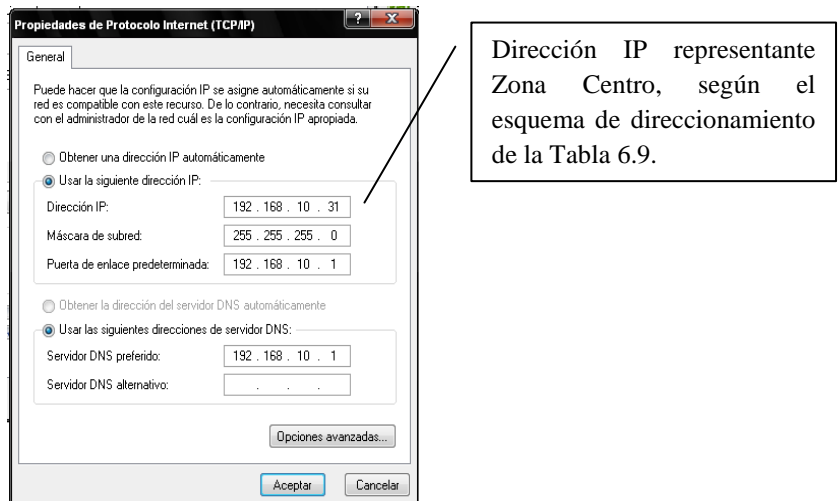 Propiedades de Protocolo Internet (TCP/IP)
General
Puede hacer que la configuración IP se asigne automáticamente si su
red es compatible con este recurso. De lo contrario, necesita consultar
con el administrador de la red cuál es la configuración IP apropiada.
Obtener una dirección IP automáticamente
Usar la siguiente dirección IP:
Dirección IP: 192 . 168 . 10 . 31
Máscara de subred: 255 . 255 . 255 . 0
Puerta de enlace predeterminada: 192 . 168 . 10 . 1
Obtener la dirección del servidor DNS automáticamente
Usar las siguientes direcciones de servidor DNS:
Servidor DNS preferido: 192 . 168 . 10 . 1
Servidor DNS alternativo: . . .
Opciones avanzadas...
Aceptar Cancelar
Dirección IP representante
Zona Centro, según el
esquema de direccionamiento
de la Tabla 6.9.